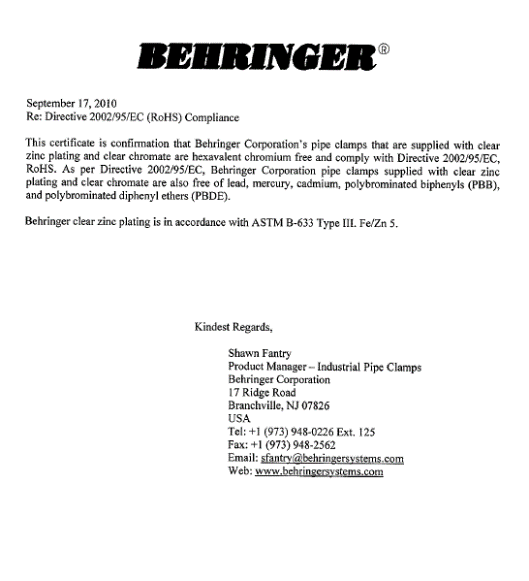 BEHRINGER®
September 17, 2010
Re: Directive 2002/95/EC (RoHS) Compliance
This certificate is confirmation that Behringer Corporation's pipe clamps that are supplied with clear
zinc plating and clear chromate are hexavalent chromium free and comply with Directive 2002/95/EC,
RoHS. As per Directive 2002/95/EC, Behringer Corporation pipe clamps supplied with clear zinc
plating and clear chromate are also free of lead, mercury, cadmium, polybrominated biphenyls (PBB),
and polybrominated diphenyl ethers (PBDE).
Behringer clear zinc plating is in accordance with ASTM B-633 Type III. Fe/Zn 5.
Kindest Regards,
Shawn Fantry
Product Manager – Industrial Pipe Clamps
Behringer Corporation
17 Ridge Road
Branchville, NJ 07826
USA
Tel: +1 (973) 948-0226 Ext. 125
Fax: +1 (973) 948-2562
Email: sfantry@behringersystems.com
Web: www.behringersystems.com